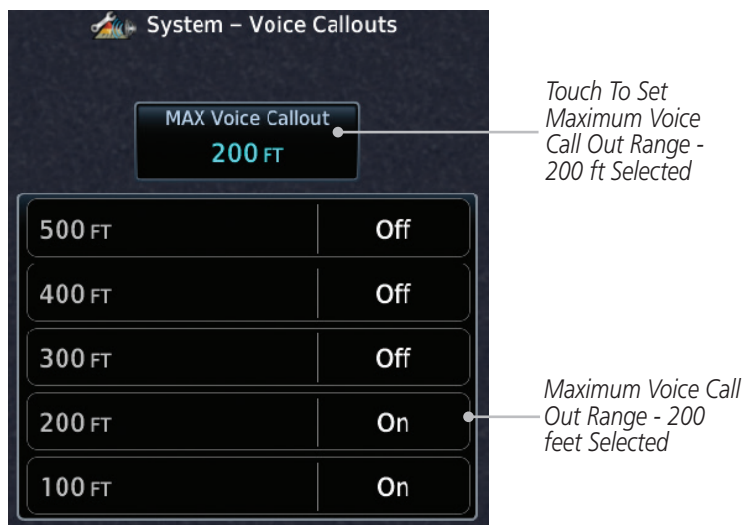 System – Voice Callouts
MAX Voice Callout
200 FT
Touch To Set
Maximum Voice
Call Out Range -
200 ft Selected
500 FT Off
400 FT Off
300 FT Off
200 FT On
100 FT On
Maximum Voice Call
Out Range - 200
feet Selected